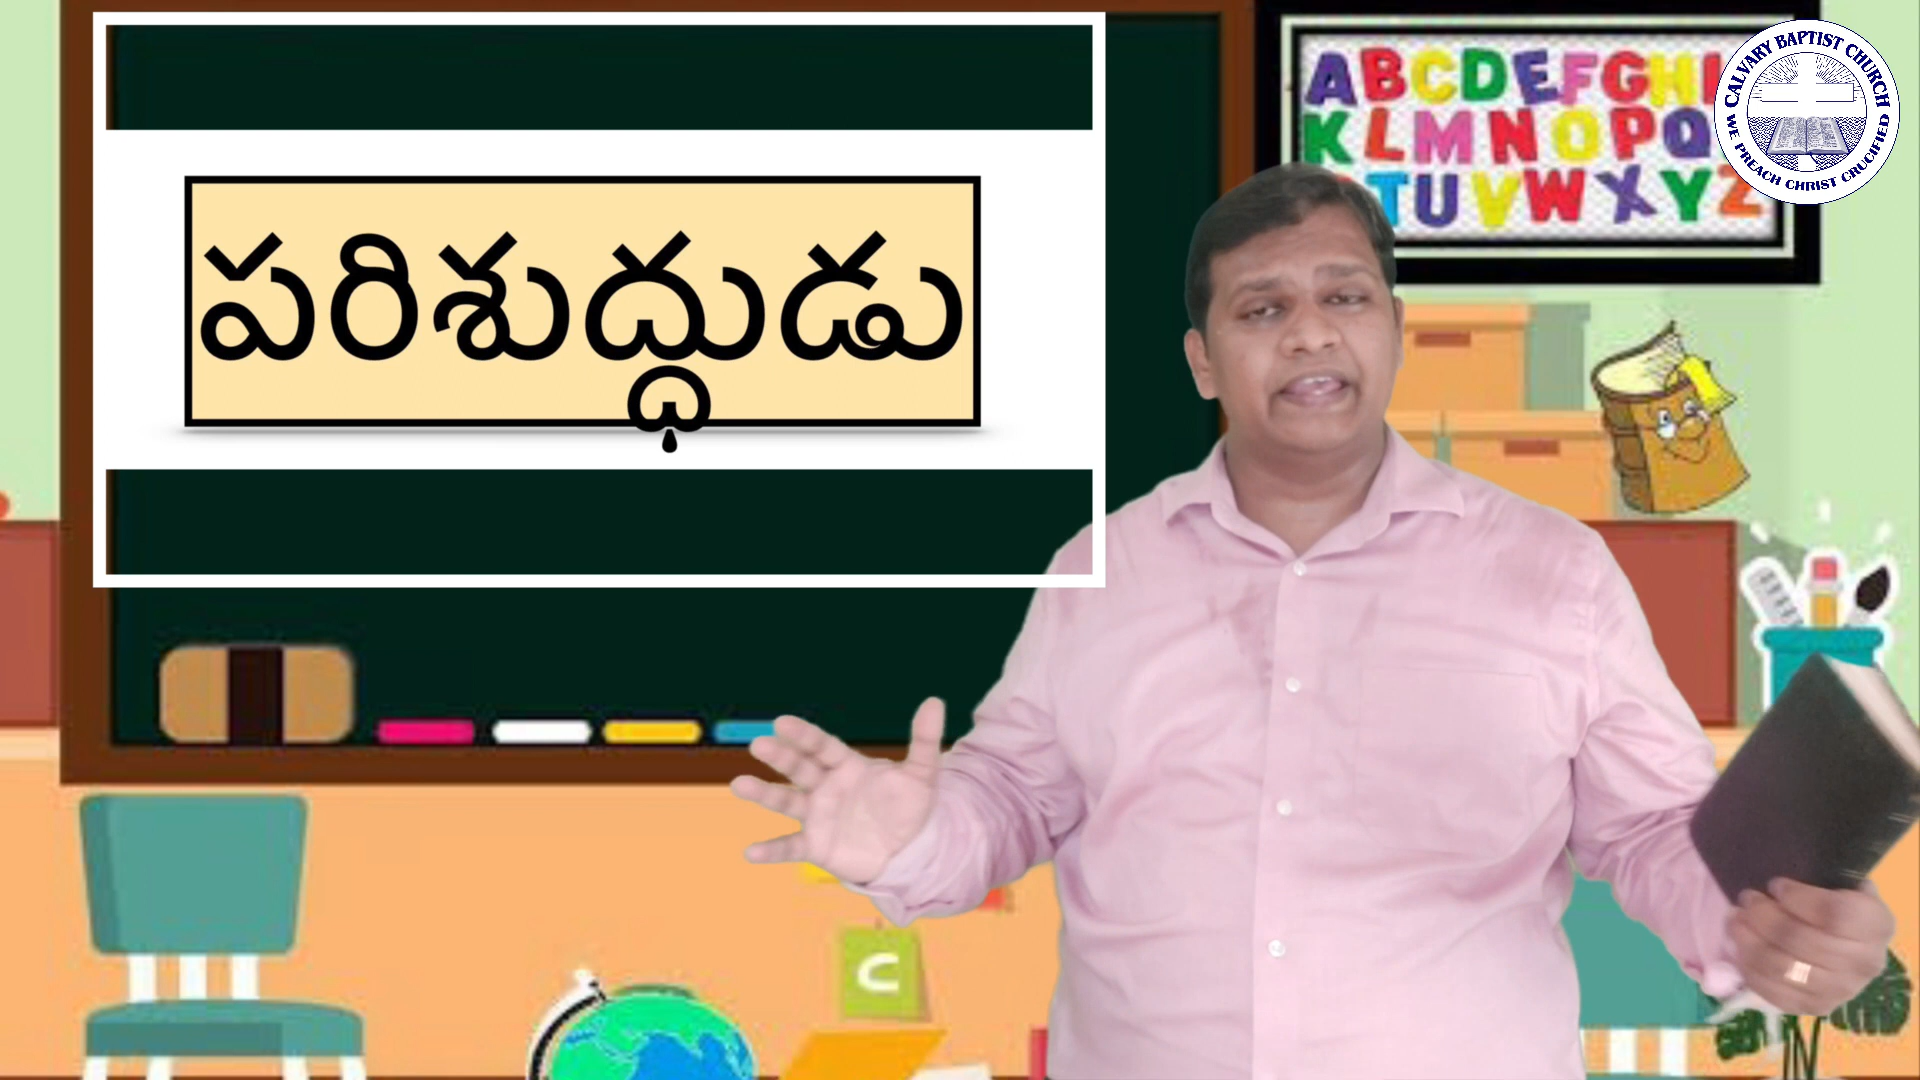 పరిశుద్ధుడు
ABCDEFGHI
KLMNOPQ
TUVWXYZ
CALVARY BAPTIST CHURCH
WE PREACH CHRIST CRUCIFIED
C